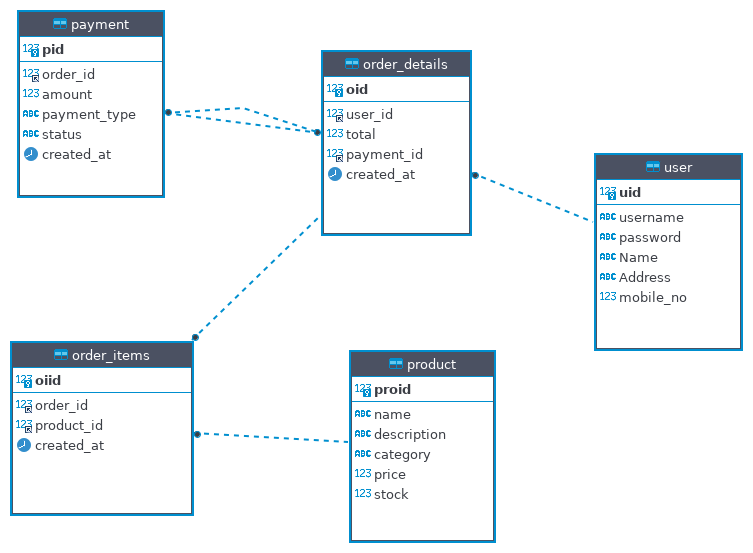 payment
123 pid
123 order_id
123 amount
ABC payment_type
ABC status
created_at
order_details
123 oid
123 user_id
123 total
123 payment_id
created_at
user
123 uid
ABC username
ABC password
ABC Name
ABC Address
123 mobile_no
order_items
123 oiid
123 order_id
123 product_id
created_at
product
123 proid
ABC name
ABC description
ABC category
123 price
123 stock